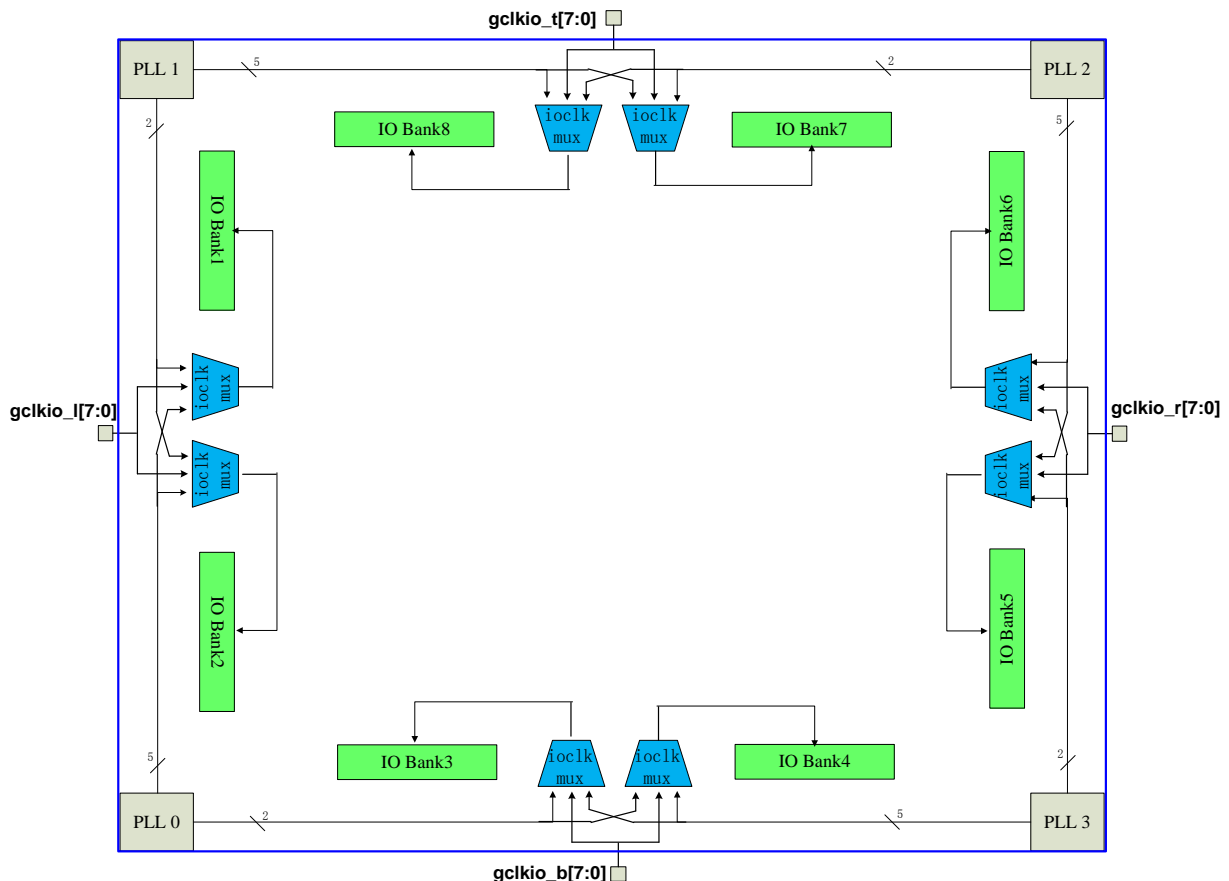 gclkio_t[7:0]
PLL 1
5
2
PLL 2
2
5
ioclk
mux
ioclk
mux
IO Bank8
IO Bank7
IO Bank1
IO Bank6
ioclk
mux
ioclk
mux
gclkio_l[7:0]
gclkio_r[7:0]
ioclk
mux
ioclk
mux
IO Bank2
IO Bank5
IO Bank3
ioclk
mux
ioclk
mux
IO Bank4
5
2
PLL 0
2
5
PLL 3
gclkio_b[7:0]